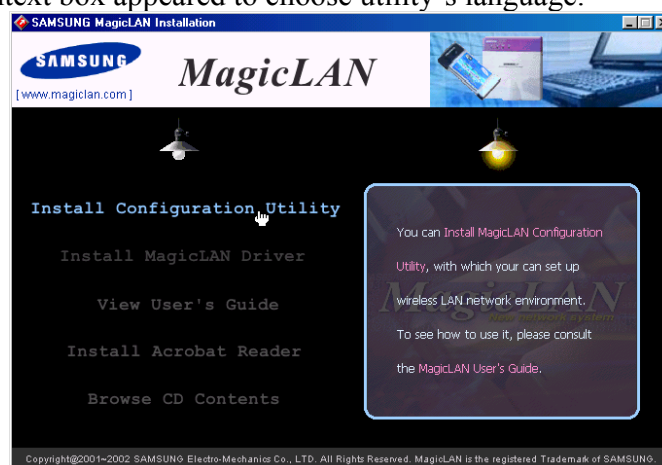 text box appeared to choose utility's language.
SAMSUNG MagicLAN Installation
SAMSUNG
[www.magiclan.com]
MagicLAN
Install Configuration Utility
Install MagicLAN Driver
View User's Guide
Install Acrobat Reader
Browse CD Contents
You can Install MagicLAN Configuration
Utility, with which your can set up
wireless LAN network environment.
To see how to use it, please consult
the MagicLAN User's Guide.
MagicLAN
New network system
Copyright@2001~2002 SAMSUNG Electro-Mechanics Co., LTD. All Rights Reserved. MagicLAN is the registered Trademark of SAMSUNG.